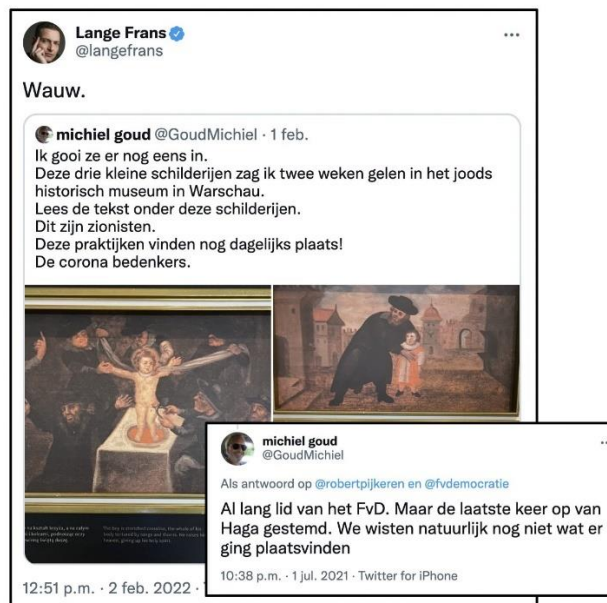 Lange Frans
@langefrans
Wauw.
michiel goud @GoudMichiel · 1 feb.
Ik gooi ze er nog eens in.
Deze drie kleine schilderijen zag ik twee weken gelen in het joods
historisch museum in Warschau.
Lees de tekst onder deze schilderijen.
Dit zijn zionisten.
Deze praktijken vinden nog dagelijks plaats!
De corona bedenkers.
12:51 p.m. · 2 feb. 2022 ·
michiel goud
@GoudMichiel
Als antwoord op @robertpijkeren en @fvdemocratie
Al lang lid van het FvD. Maar de laatste keer op van
Haga gestemd. We wisten natuurlijk nog niet wat er
ging plaatsvinden
10:38 p.m. · 1 jul. 2021 · Twitter for iPhone